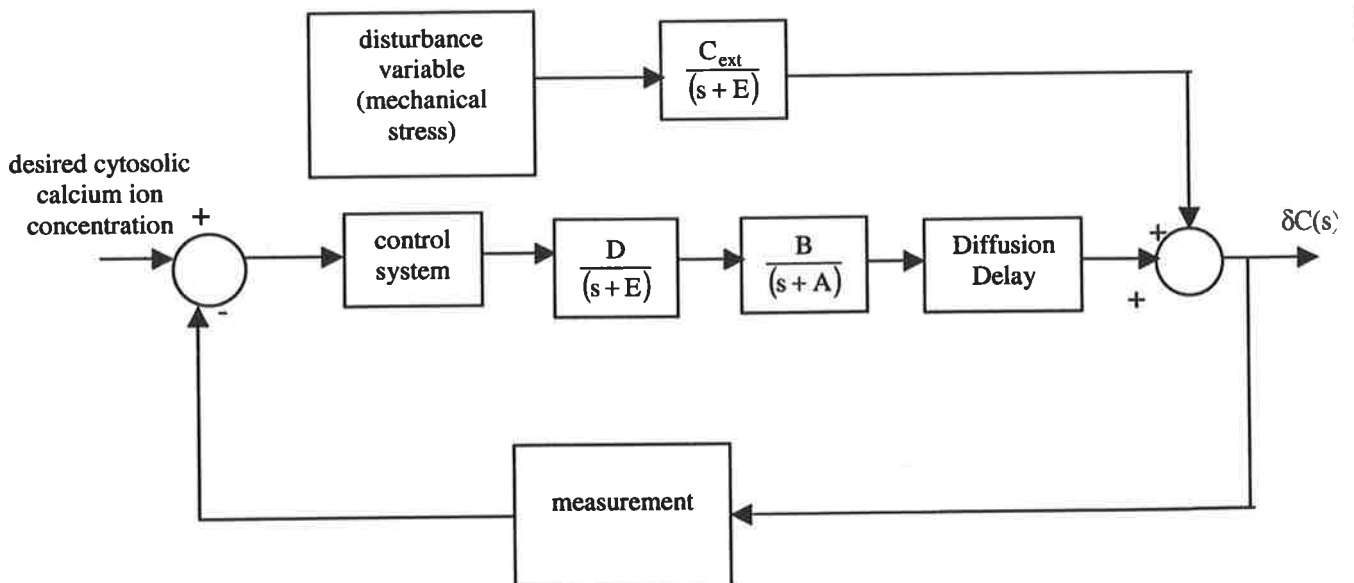 disturbance
variable
(mechanical
stress)
C_ext
(s + E)
desired cytosolic
calcium ion
concentration
+
-
control
system
D
(s + E)
B
(s + A)
Diffusion
Delay
+
+
δC(s)
measurement